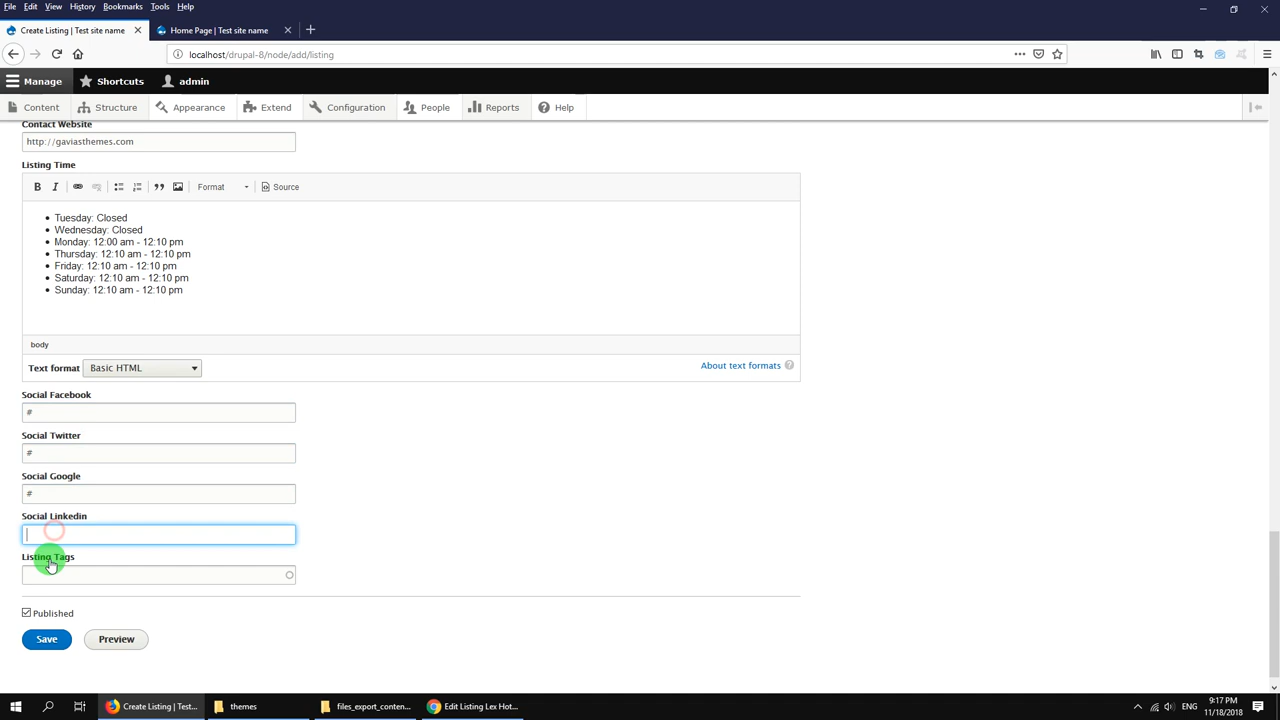 File Edit View History Bookmarks Tools Help
Create Listing | Test site name
Home Page | Test site name
localhost/drupal-8/node/add/listing
Manage Shortcuts admin
Content Structure Appearance Extend Configuration People Reports Help
Contact Website
http://gaviasthemes.com
Listing Time
B I Format Source
Tuesday: Closed
Wednesday: Closed
Monday: 12:00 am - 12:10 pm
Thursday: 12:10 am - 12:10 pm
Friday: 12:10 am - 12:10 pm
Saturday: 12:10 am - 12:10 pm
Sunday: 12:10 am - 12:10 pm
body
Text format Basic HTML About text formats ?
Social Facebook
#
Social Twitter
#
Social Google
#
Social Linkedin
Listing Tags
Published
Save Preview
Create Listing | Test... themes files_export_conten... Edit Listing Lex Hot... ENG
9:17 PM
11/18/2018